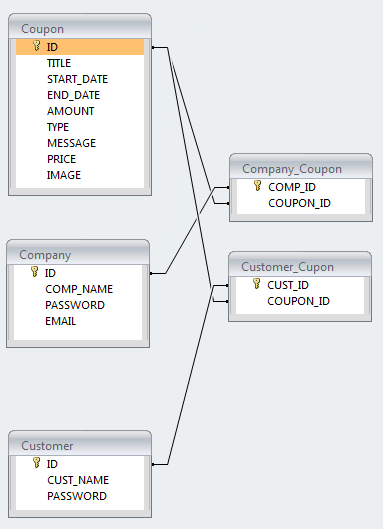 Coupon
ID
TITLE
START_DATE
END_DATE
AMOUNT
TYPE
MESSAGE
PRICE
IMAGE
Company_Coupon
COMP_ID
COUPON_ID
Company
ID
COMP_NAME
PASSWORD
EMAIL
Customer_Cupon
CUST_ID
COUPON_ID
Customer
ID
CUST_NAME
PASSWORD